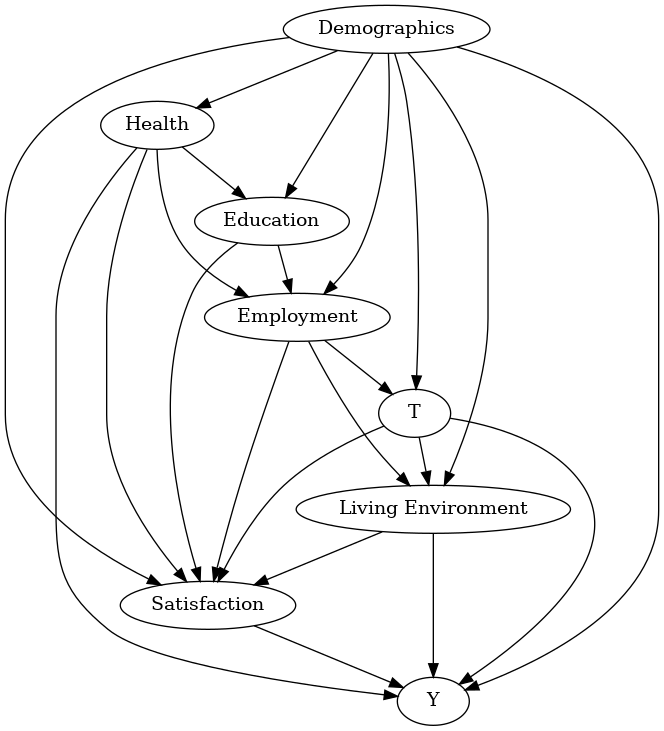 Demographics
Health
Education
Employment
T
Living Environment
Satisfaction
Y